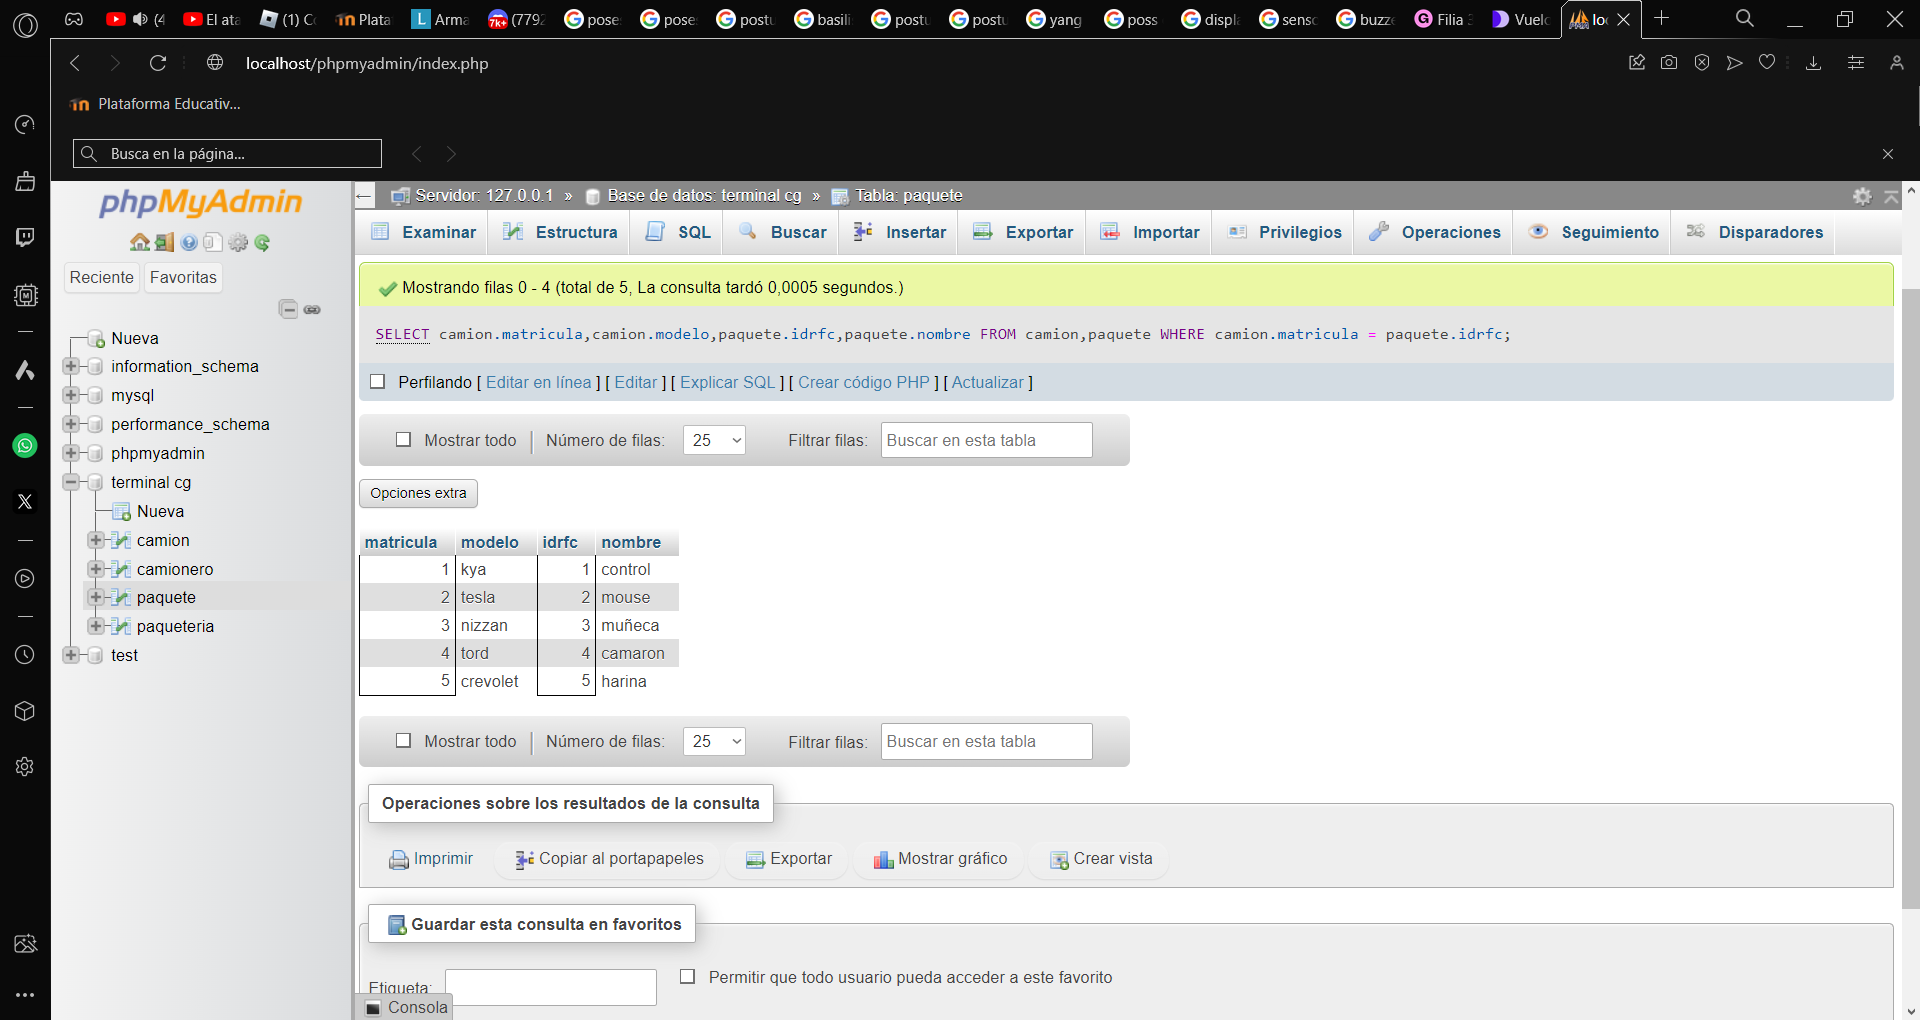 (4
El ata
(1) C
Plata
Arma
7k+
(779
pose
pose
postu
basili
postu
postu
yang
poss
displ
senso
buzze
Filia 3
Vuelo
lo
localhost/phpmyadmin/index.php
Plataforma Educativ...
Busca en la página...
phpMyAdmin
Reciente
Favoritas
Nueva
information_schema
mysql
performance_schema
phpmyadmin
terminal cg
Nueva
camion
camionero
paquete
paqueteria
test
Servidor: 127.0.0.1 » Base de datos: terminal cg » Tabla: paquete
Examinar Estructura SQL Buscar Insertar Exportar Importar Privilegios Operaciones Seguimiento Disparadores
Mostrando filas 0 - 4 (total de 5, La consulta tardó 0,0005 segundos.)
SELECT camion.matricula,camion.modelo,paquete.idrfc,paquete.nombre FROM camion,paquete WHERE camion.matricula = paquete.idrfc;
Perfilando [ Editar en línea ] [ Editar ] [ Explicar SQL ] [ Crear código PHP ] [ Actualizar ]
Mostrar todo Número de filas: 25 Filtrar filas: Buscar en esta tabla
Opciones extra
matricula modelo idrfc nombre
1 kya 1 control
2 tesla 2 mouse
3 nizzan 3 muñeca
4 tord 4 camaron
5 crevolet 5 harina
Mostrar todo Número de filas: 25 Filtrar filas: Buscar en esta tabla
Operaciones sobre los resultados de la consulta
Imprimir Copiar al portapapeles Exportar Mostrar gráfico Crear vista
Guardar esta consulta en favoritos
Etiqueta: Permitir que todo usuario pueda acceder a este favorito
Consola